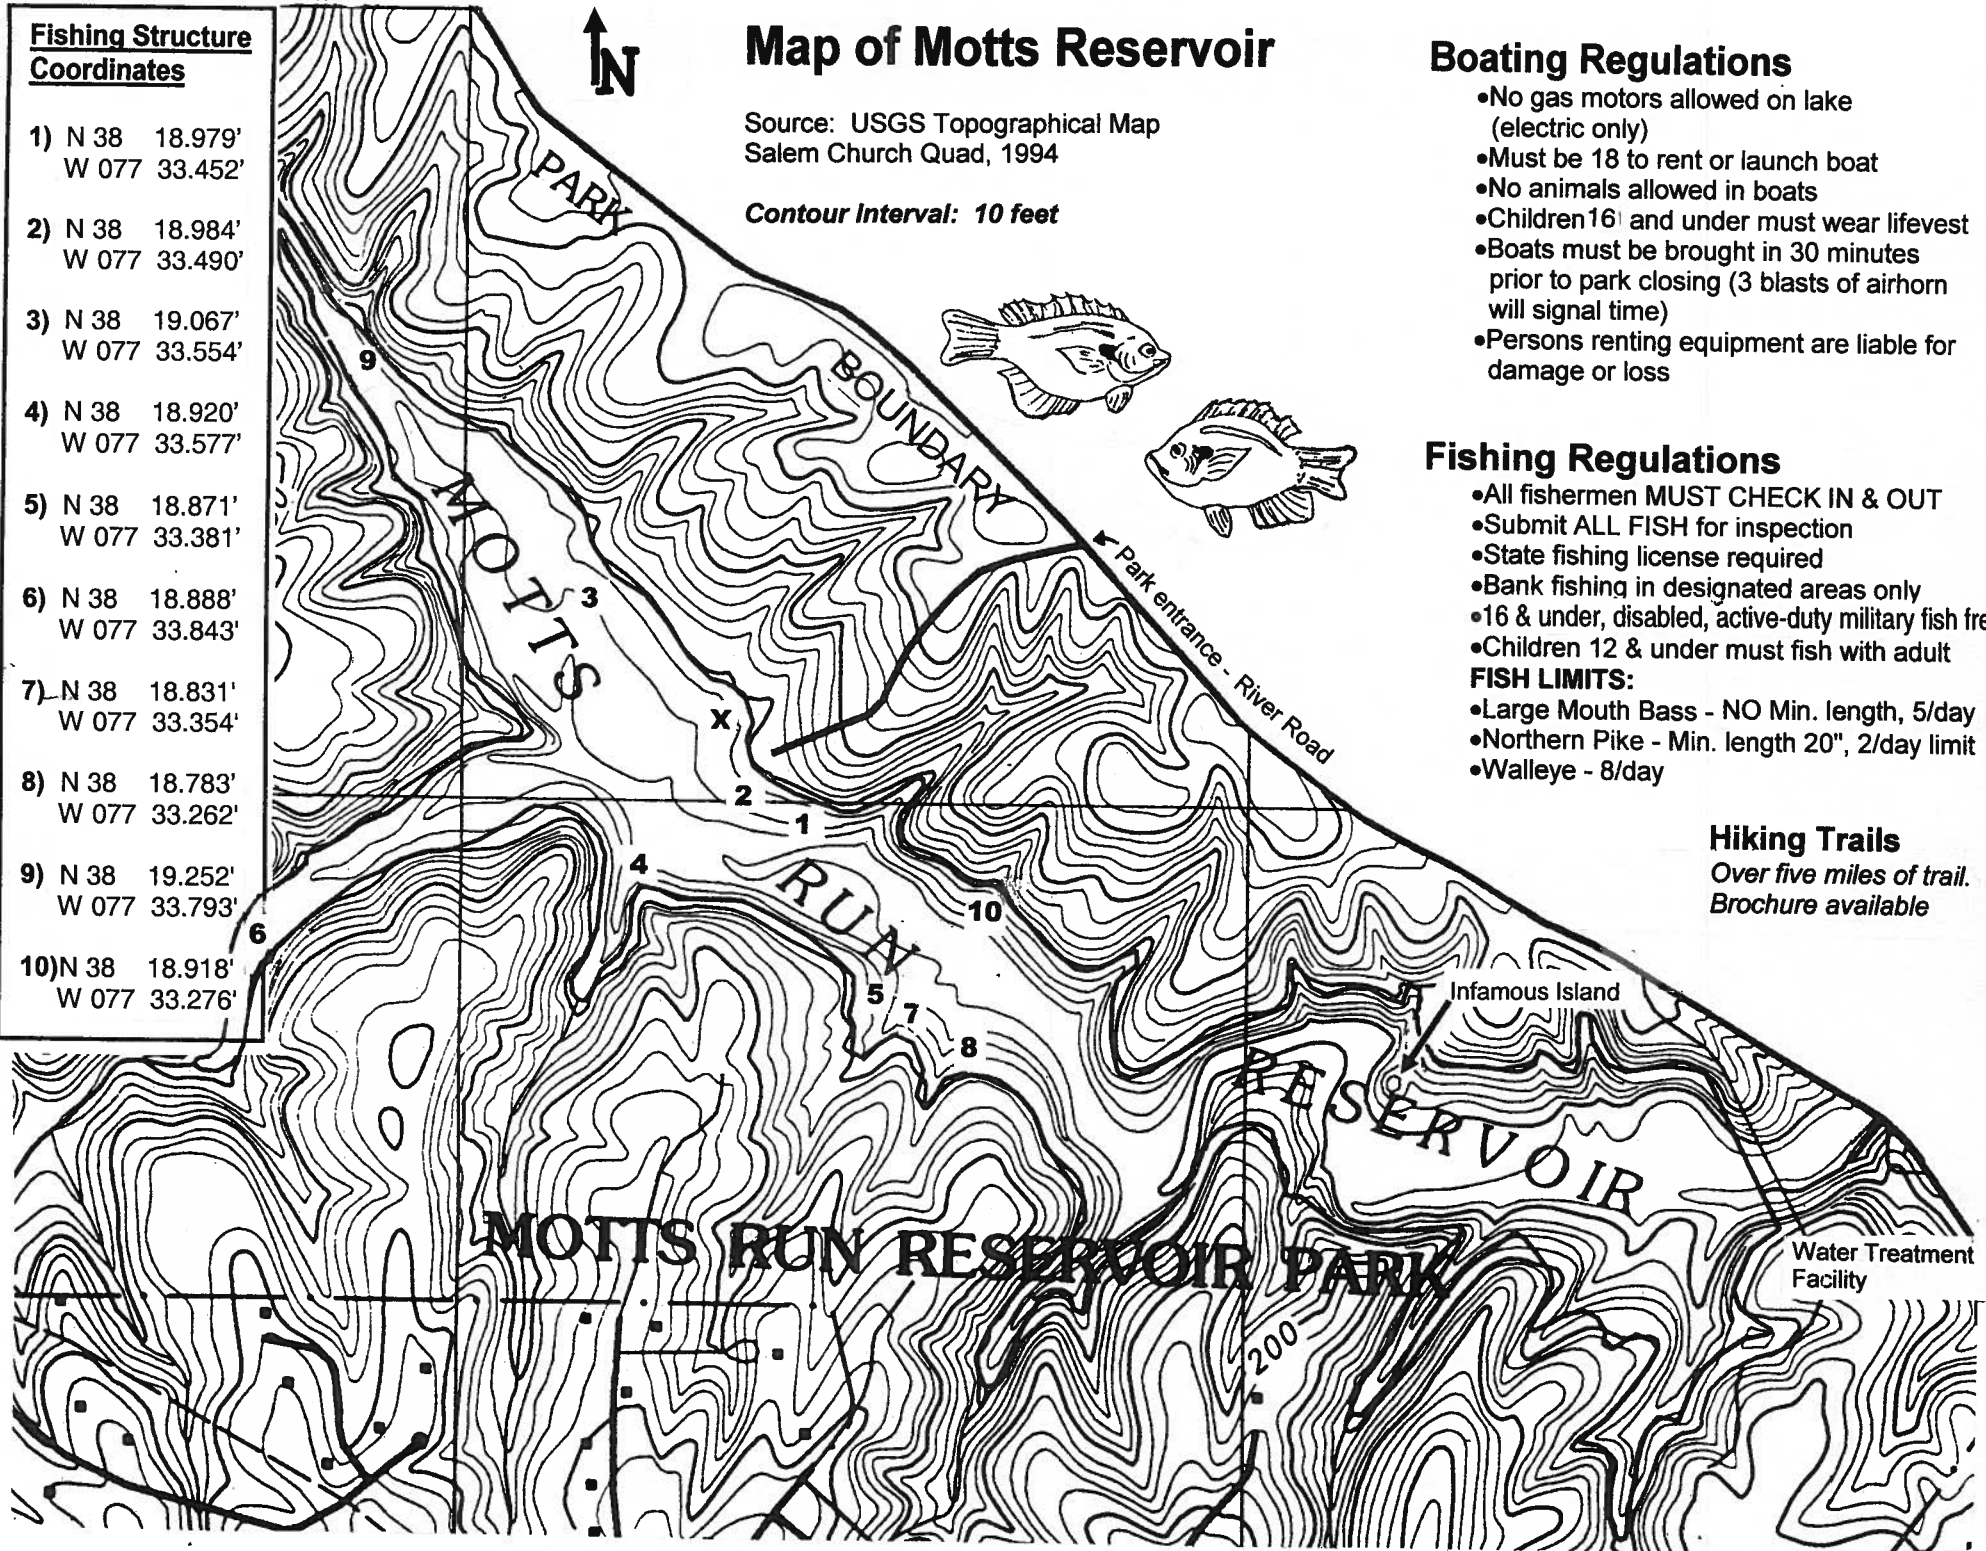 Fishing Structure
Coordinates
1) N 38 18.979'
W 077 33.452'
2) N 38 18.984'
W 077 33.490'
3) N 38 19.067'
W 077 33.554'
4) N 38 18.920'
W 077 33.577'
5) N 38 18.871'
W 077 33.381'
6) N 38 18.888'
W 077 33.843'
7) N 38 18.831'
W 077 33.354'
8) N 38 18.783'
W 077 33.262'
9) N 38 19.252'
W 077 33.793'
10)N 38 18.918'
W 077 33.276'
N
Map of Motts Reservoir
Source: USGS Topographical Map
Salem Church Quad, 1994
Contour Interval: 10 feet
Boating Regulations
•No gas motors allowed on lake
(electric only)
•Must be 18 to rent or launch boat
•No animals allowed in boats
•Children 16 and under must wear lifevest
•Boats must be brought in 30 minutes
prior to park closing (3 blasts of airhorn
will signal time)
•Persons renting equipment are liable for
damage or loss
Fishing Regulations
•All fishermen MUST CHECK IN & OUT
•Submit ALL FISH for inspection
•State fishing license required
•Bank fishing in designated areas only
•16 & under, disabled, active-duty military fish fre
•Children 12 & under must fish with adult
FISH LIMITS:
•Large Mouth Bass - NO Min. length, 5/day
•Northern Pike - Min. length 20", 2/day limit
•Walleye - 8/day
Hiking Trails
Over five miles of trail.
Brochure available
PARK BOUNDARY
Park entrance - River Road
9
3
X
2
1
4
10
6
5
7
8
MOTTS RUN RESERVOIR
Infamous Island
MOTTS RUN RESERVOIR PARK
Water Treatment
Facility
200